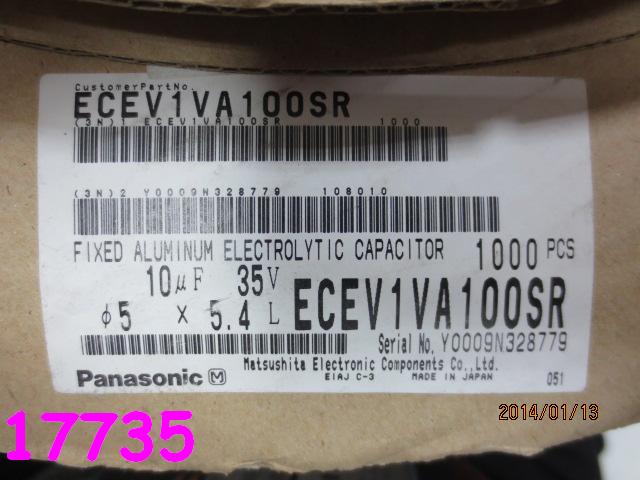 CustomerPartNo.
ECEV1VA100SR
(3N)1 ECEV1VA100SR 1000
(3N)2 Y0009N328779 108010
FIXED ALUMINUM ELECTROLYTIC CAPACITOR 1000 PCS
10μF 35V
ϕ5 × 5.4 L ECEV1VA100SR
Serial No. Y0009N328779
Matsushita Electronic Components Co.,Ltd.
Panasonic M EIAJ C-3 MADE IN JAPAN 051
2014/01/13
17735